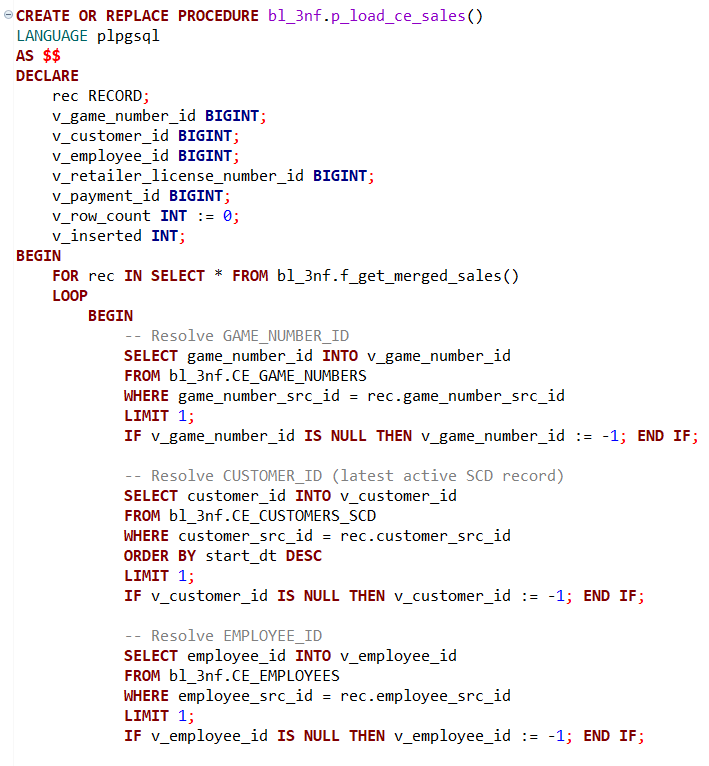 CREATE OR REPLACE PROCEDURE bl_3nf.p_load_ce_sales()
LANGUAGE plpgsql
AS $$
DECLARE
    rec RECORD;
    v_game_number_id BIGINT;
    v_customer_id BIGINT;
    v_employee_id BIGINT;
    v_retailer_license_number_id BIGINT;
    v_payment_id BIGINT;
    v_row_count INT := 0;
    v_inserted INT;
BEGIN
    FOR rec IN SELECT * FROM bl_3nf.f_get_merged_sales()
    LOOP
        BEGIN
            -- Resolve GAME_NUMBER_ID
            SELECT game_number_id INTO v_game_number_id
            FROM bl_3nf.CE_GAME_NUMBERS
            WHERE game_number_src_id = rec.game_number_src_id
            LIMIT 1;
            IF v_game_number_id IS NULL THEN v_game_number_id := -1; END IF;

            -- Resolve CUSTOMER_ID (latest active SCD record)
            SELECT customer_id INTO v_customer_id
            FROM bl_3nf.CE_CUSTOMERS_SCD
            WHERE customer_src_id = rec.customer_src_id
            ORDER BY start_dt DESC
            LIMIT 1;
            IF v_customer_id IS NULL THEN v_customer_id := -1; END IF;

            -- Resolve EMPLOYEE_ID
            SELECT employee_id INTO v_employee_id
            FROM bl_3nf.CE_EMPLOYEES
            WHERE employee_src_id = rec.employee_src_id
            LIMIT 1;
            IF v_employee_id IS NULL THEN v_employee_id := -1; END IF;